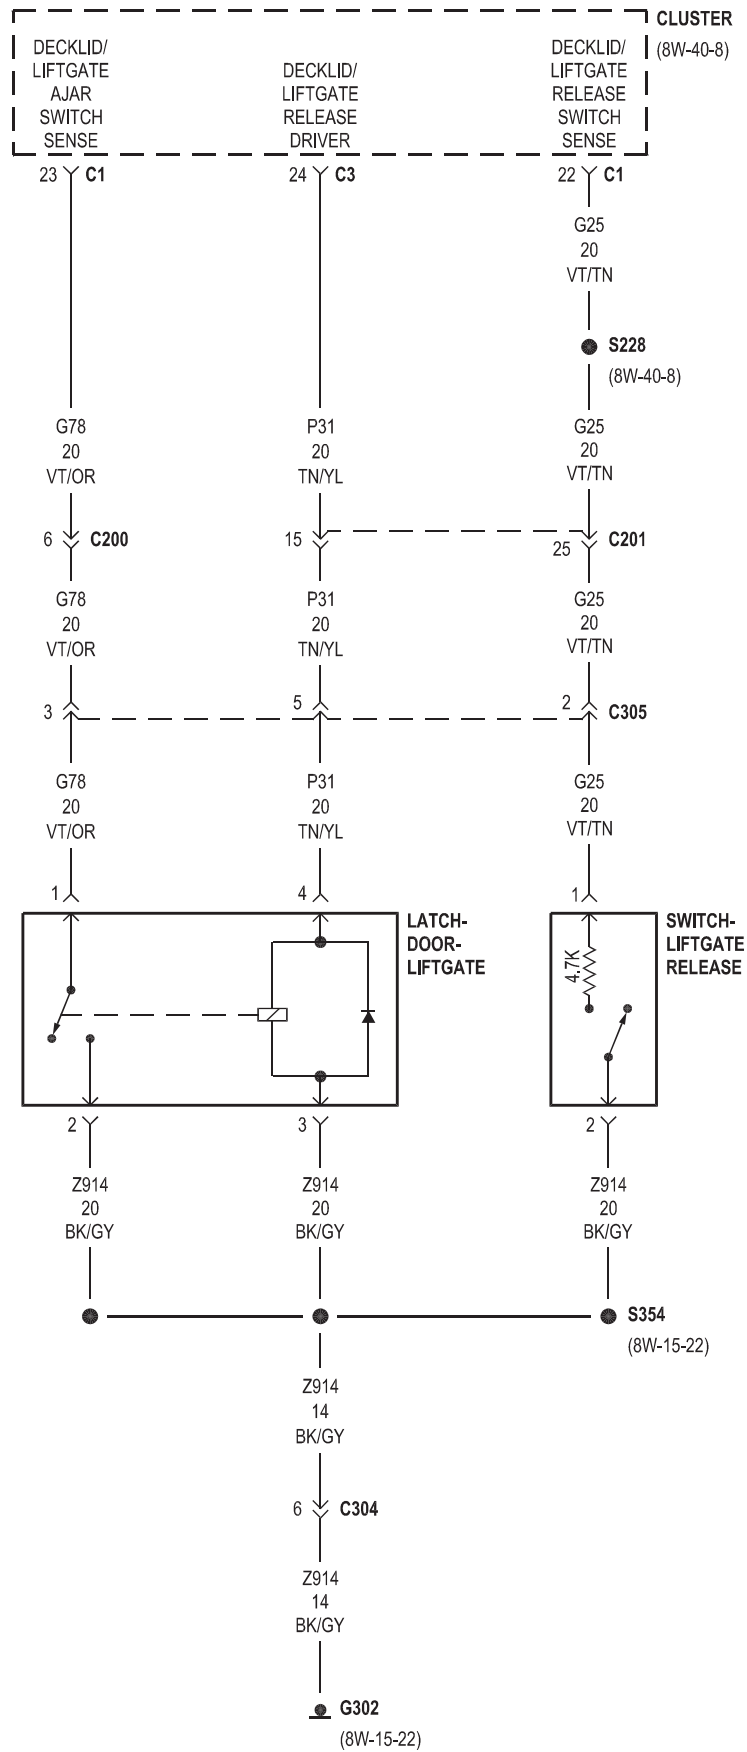 CLUSTER
(8W-40-8)
DECKLID/
LIFTGATE
AJAR
SWITCH
SENSE
DECKLID/
LIFTGATE
RELEASE
DRIVER
DECKLID/
LIFTGATE
RELEASE
SWITCH
SENSE
23 C1
24 C3
22 C1
G25
20
VT/TN
S228
(8W-40-8)
G78
20
VT/OR
P31
20
TN/YL
G25
20
VT/TN
6 C200
15
25 C201
G78
20
VT/OR
P31
20
TN/YL
G25
20
VT/TN
3
5
2 C305
G78
20
VT/OR
P31
20
TN/YL
G25
20
VT/TN
1
4
1
LATCH-
DOOR-
LIFTGATE
4.7K
SWITCH-
LIFTGATE
RELEASE
2
3
2
Z914
20
BK/GY
Z914
20
BK/GY
Z914
20
BK/GY
S354
(8W-15-22)
Z914
14
BK/GY
6 C304
Z914
14
BK/GY
G302
(8W-15-22)